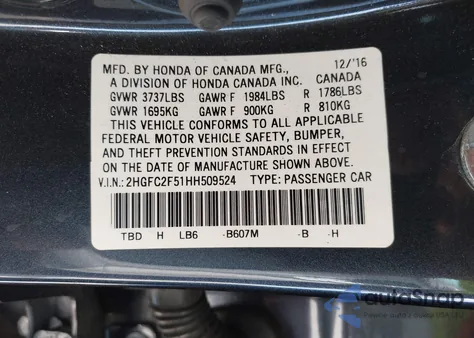 MFD. BY HONDA OF CANADA MFG., 12/'16
A DIVISION OF HONDA CANADA INC. CANADA
GVWR 3737LBS GAWR F 1984LBS R 1786LBS
GVWR 1695KG GAWR F 900KG R 810KG
THIS VEHICLE CONFORMS TO ALL APPLICABLE
FEDERAL MOTOR VEHICLE SAFETY, BUMPER,
AND THEFT PREVENTION STANDARDS IN EFFECT
ON THE DATE OF MANUFACTURE SHOWN ABOVE.
V.I.N.: 2HGFC2F51HH509524 TYPE: PASSENGER CAR
TBD H LB6 -B607M -B -H
autoSnap